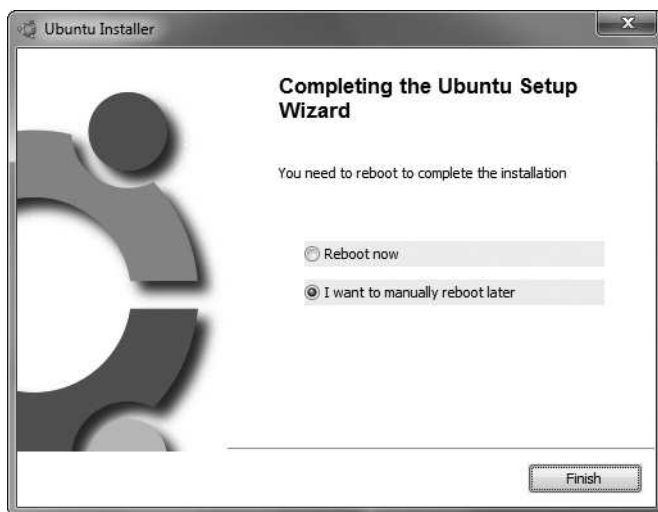 Ubuntu Installer
Completing the Ubuntu Setup
Wizard
You need to reboot to complete the installation
Reboot now
I want to manually reboot later
Finish